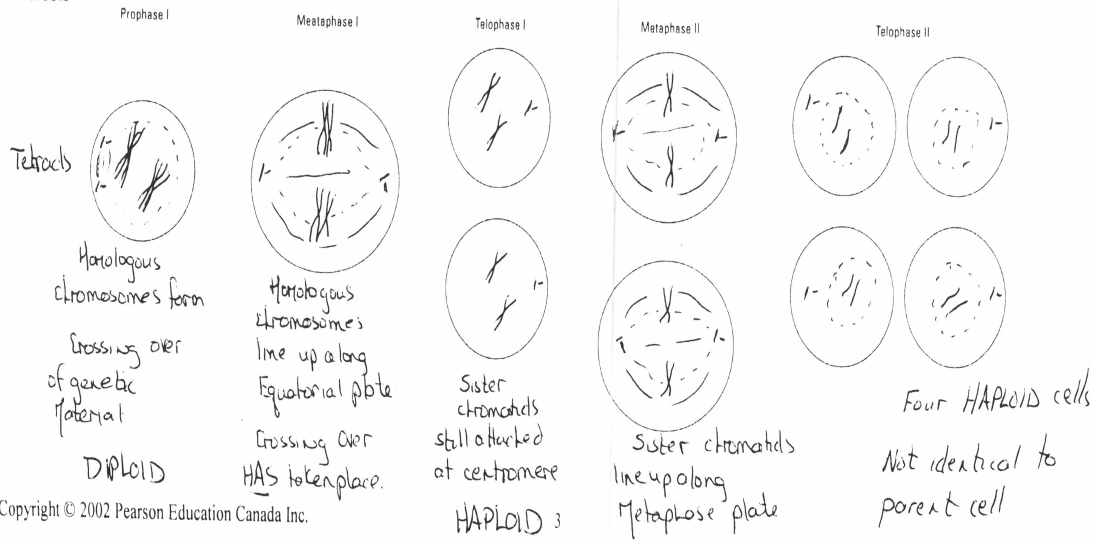 Prophase I
Meataphase I
Telophase I
Metaphase II
Telophase II
Tetrads
Homologous
chromosomes form
Crossing over
of genetic
Material
DIPLOID
Homologous
chromosomes
line up along
Equatorial plate
Crossing over
HAS taken place.
Sister
chromatids
still attached
at centromere
HAPLOID
Sister chromatids
line up along
Metaphase plate
Four HAPLOID cells
Not identical to
parent cell
Copyright © 2002 Pearson Education Canada Inc.
3